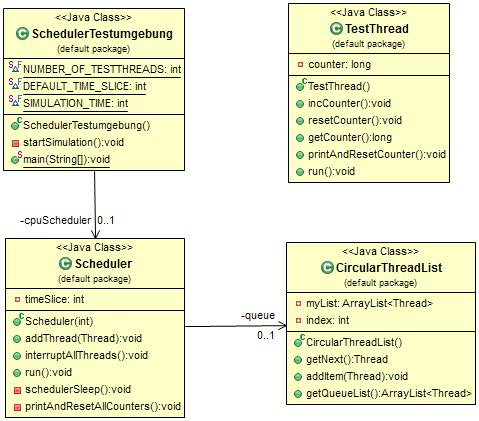 <<Java Class>>
SchedulerTestumgebung
(default package)
NUMBER_OF_TESTTHREADS: int
DEFAULT_TIME_SLICE: int
SIMULATION_TIME: int
SchedulerTestumgebung()
startSimulation():void
main(String[]):void
<<Java Class>>
TestThread
(default package)
counter: long
TestThread()
incCounter():void
resetCounter():void
getCounter():long
printAndResetCounter():void
run():void
-cpuScheduler 0..1
<<Java Class>>
Scheduler
(default package)
timeSlice: int
Scheduler(int)
addThread(Thread):void
interruptAllThreads():void
run():void
schedulerSleep():void
printAndResetAllCounters():void
-queue
0..1
<<Java Class>>
CircularThreadList
(default package)
myList: ArrayList<Thread>
index: int
CircularThreadList()
getNext():Thread
addItem(Thread):void
getQueueList():ArrayList<Thread>